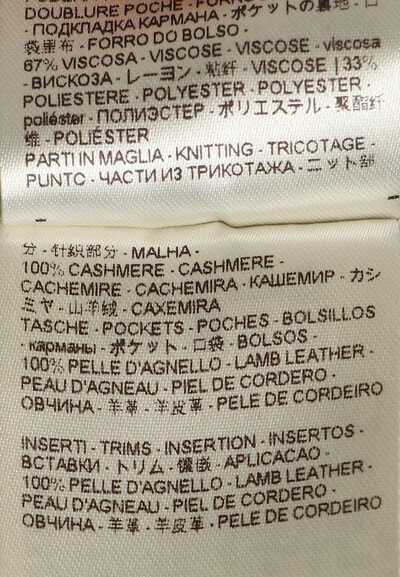 DOUBLURE POCHE - FORRO
- ПОДКЛАДКА КАРМАНА - ポケットの裏地 - 口
袋里布 - FORRO DO BOLSO -
67% VISCOSA - VISCOSE - VISCOSE - viscosa
- ВИСКОЗА - レーヨン - 粘纤 - VISCOSE | 33%
POLIESTERE - POLYESTER - POLYESTER -
poliéster - ПОЛИЭСТЕР - ポリエステル - 聚酯纤
维 - POLIÉSTER
PARTI IN MAGLIA - KNITTING - TRICOTAGE -
PUNTO - ЧАСТИ ИЗ ТРИКОТАЖА - ニット部
分 - 针织部分 - MALHA -
100% CASHMERE - CASHMERE -
CACHEMIRE - CACHEMIRA - КАШЕМИР - カシ
ミヤ - 山羊绒 - CAXEMIRA
TASCHE - POCKETS - POCHES - BOLSILLOS
- карманы - ポケット - 口袋 - BOLSOS -
100% PELLE D'AGNELLO - LAMB LEATHER -
PEAU D'AGNEAU - PIEL DE CORDERO -
ОВЧИНА - 羊革 - 羊皮革 - PELE DE CORDEIRO
INSERTI - TRIMS - INSERTION - INSERTOS -
ВСТАВКИ - トリム - 镶嵌 - APLICACAO -
100% PELLE D'AGNELLO - LAMB LEATHER -
PEAU D'AGNEAU - PIEL DE CORDERO -
ОВЧИНА - 羊革 - 羊皮革 - PELE DE CORDEIRO